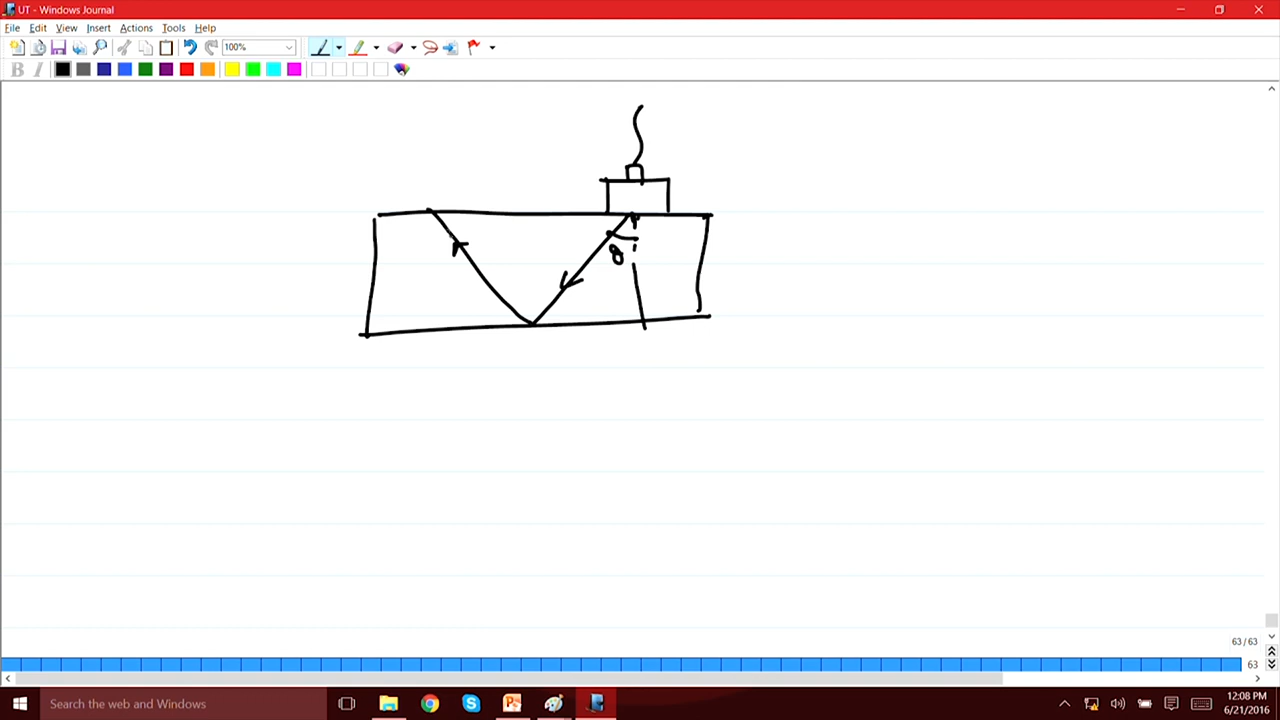 UT - Windows Journal
File Edit View Insert Actions Tools Help
100%
B I
θ
63 / 63
63
Search the web and Windows
12:08 PM
6/21/2016